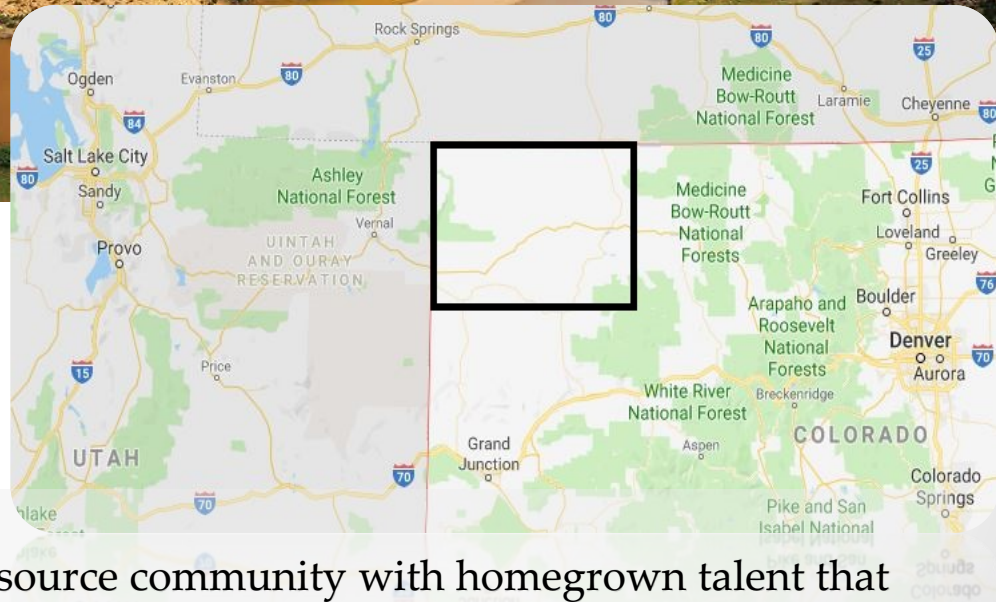 Rock Springs
80
80
25
Ogden
Evanston
80
Medicine
Bow-Routt
National Forest
Laramie
Cheyenne
80
84
Salt Lake City
80
Sandy
Ashley
National Forest
Vernal
25
Fort Collins
Medicine
Bow-Routt
National
Forests
Loveland
Greeley
Provo
UINTAH
AND OURAY
RESERVATION
76
Boulder
Arapaho and
Roosevelt
National
Forests
Denver
70
Aurora
15
Price
White River
National Forest
Breckenridge
Grand
Junction
Aspen
COLORADO
UTAH
70
70
Colorado
Springs
Pike and San
Isabel National
source community with homegrown talent that